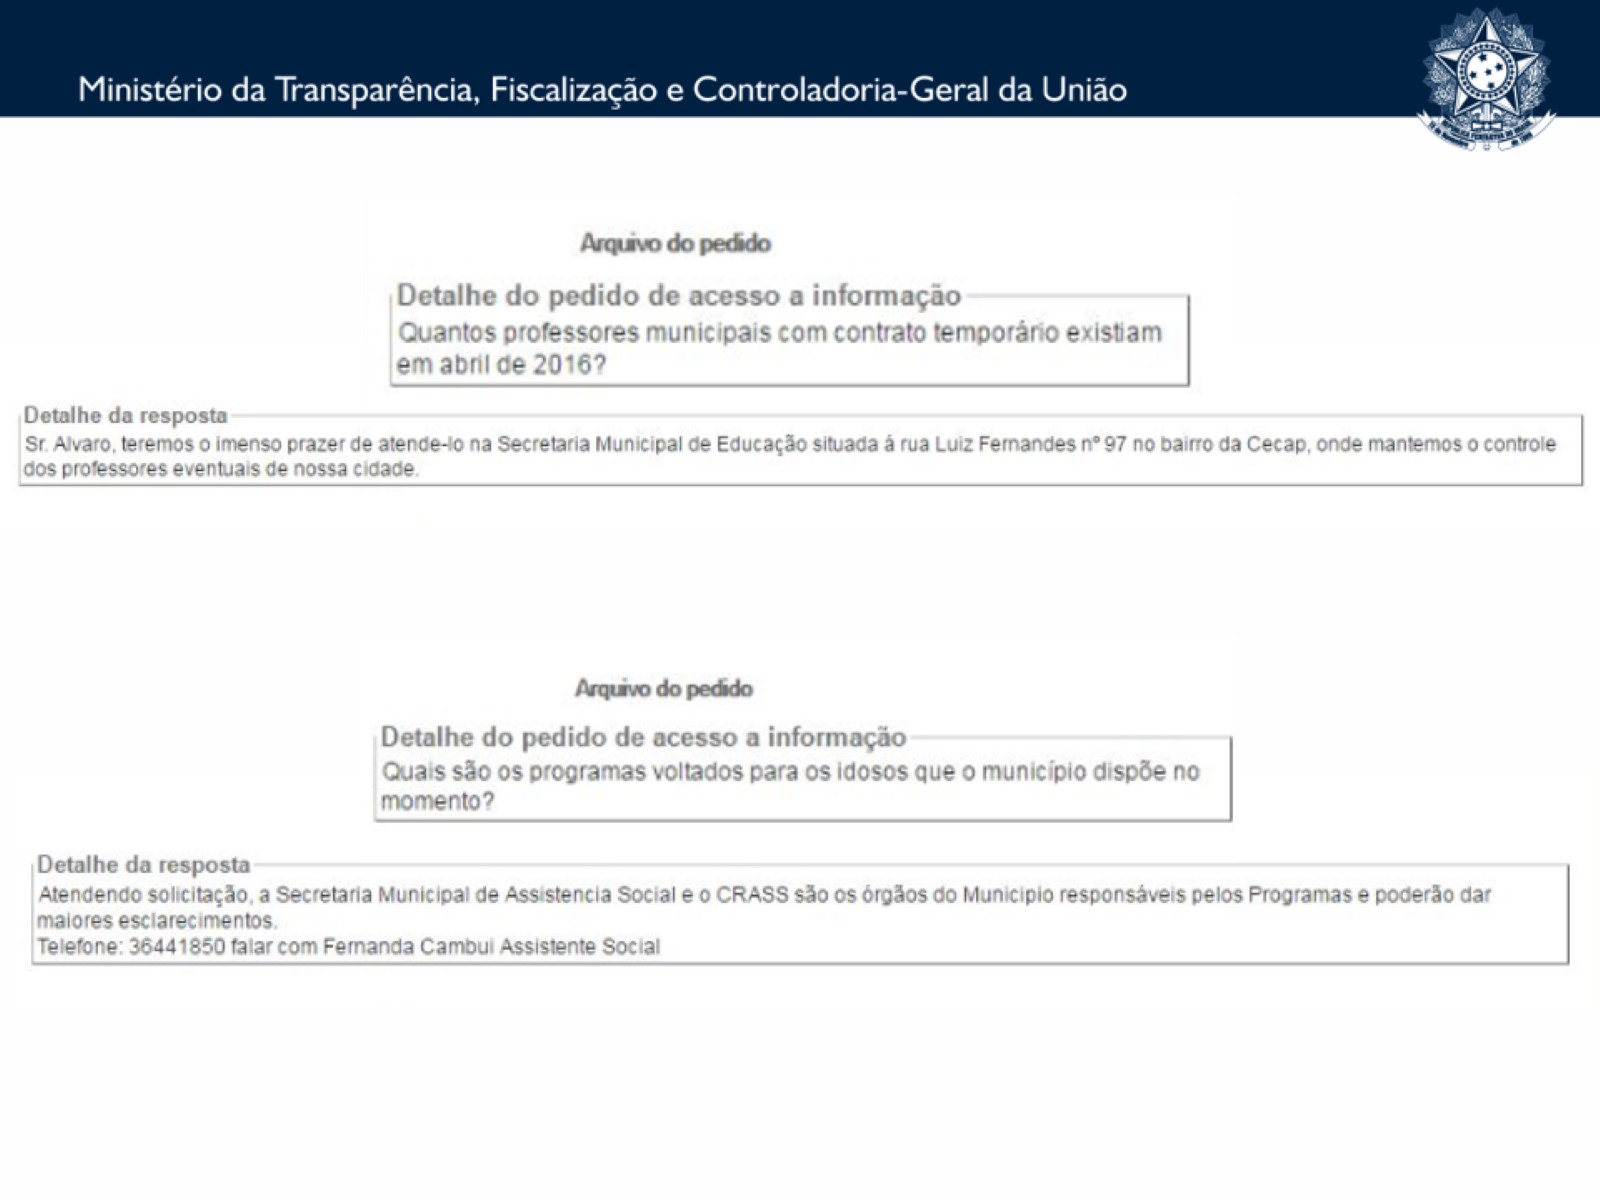 Ministério da Transparência, Fiscalização e Controladoria-Geral da União
Arquivo do pedido
Detalhe do pedido de acesso a informação
Quantos professores municipais com contrato temporário existiam
em abril de 2016?
Detalhe da resposta
Sr. Alvaro, teremos o imenso prazer de atende-lo na Secretaria Municipal de Educação situada á rua Luiz Fernandes nº 97 no bairro da Cecap, onde mantemos o controle
dos professores eventuais de nossa cidade.
Arquivo do pedido
Detalhe do pedido de acesso a informação
Quais são os programas voltados para os idosos que o município dispõe no
momento?
Detalhe da resposta
Atendendo solicitação, a Secretaria Municipal de Assistencia Social e o CRASS são os órgãos do Municipio responsáveis pelos Programas e poderão dar
maiores esclarecimentos.
Telefone: 36441850 falar com Fernanda Cambui Assistente Social